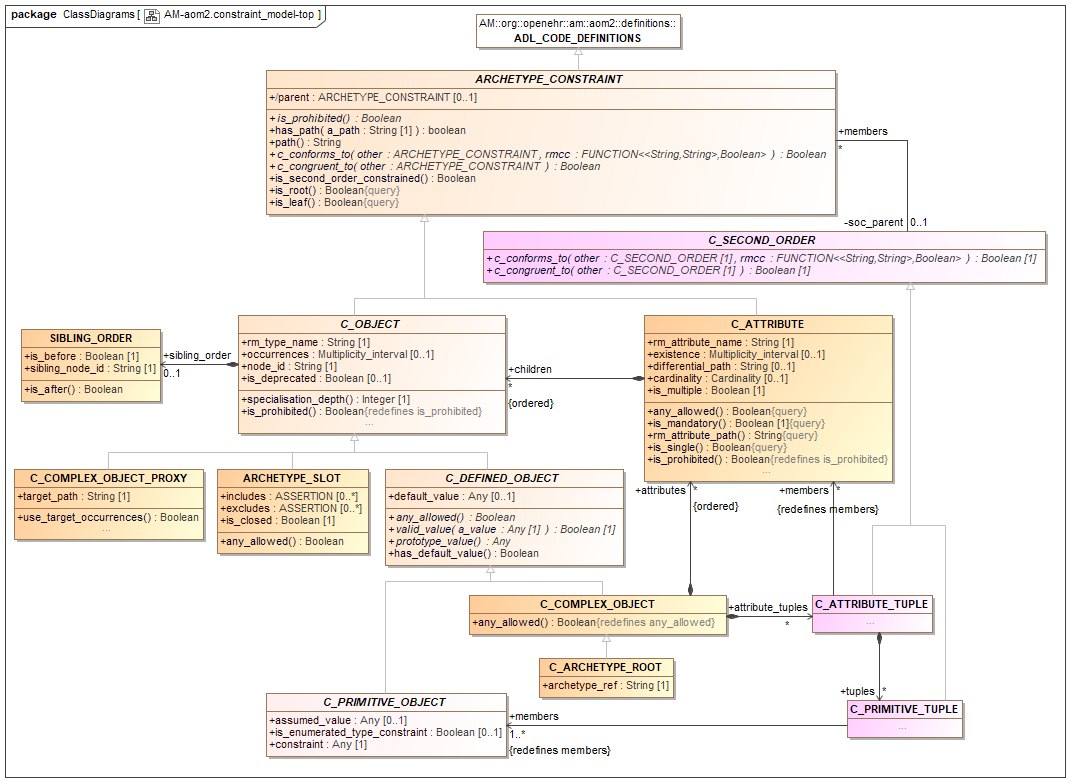 package ClassDiagrams [ AM-aom2.constraint_model-top ]
AM::org::openehr::am::aom2::definitions::
ADL_CODE_DEFINITIONS
ARCHETYPE_CONSTRAINT
+/parent : ARCHETYPE_CONSTRAINT [0..1]
+is_prohibited() : Boolean
+has_path( a_path : String [1] ) : boolean
+path() : String
+c_conforms_to( other : ARCHETYPE_CONSTRAINT, rmcc : FUNCTION<<String,String>,Boolean> ) : Boolean
+c_congruent_to( other : ARCHETYPE_CONSTRAINT ) : Boolean
+is_second_order_constrained() : Boolean
+is_root() : Boolean{query}
+is_leaf() : Boolean{query}
+members
*
-soc_parent 0..1
C_SECOND_ORDER
+c_conforms_to( other : C_SECOND_ORDER [1], rmcc : FUNCTION<<String,String>,Boolean> ) : Boolean [1]
+c_congruent_to( other : C_SECOND_ORDER [1] ) : Boolean [1]
SIBLING_ORDER
+is_before : Boolean [1]
+sibling_node_id : String [1]
+is_after() : Boolean
+sibling_order
0..1
C_OBJECT
+rm_type_name : String [1]
+occurrences : Multiplicity_interval [0..1]
+node_id : String [1]
+is_deprecated : Boolean [0..1]
+specialisation_depth() : Integer [1]
+is_prohibited() : Boolean{redefines is_prohibited}
...
+children
*
{ordered}
C_ATTRIBUTE
+rm_attribute_name : String [1]
+existence : Multiplicity_interval [0..1]
+differential_path : String [0..1]
+cardinality : Cardinality [0..1]
+is_multiple : Boolean [1]
+any_allowed() : Boolean{query}
+is_mandatory() : Boolean [1]{query}
+rm_attribute_path() : String{query}
+is_single() : Boolean{query}
+is_prohibited() : Boolean{redefines is_prohibited}
...
C_COMPLEX_OBJECT_PROXY
+target_path : String [1]
+use_target_occurrences() : Boolean
...
ARCHETYPE_SLOT
+includes : ASSERTION [0..*]
+excludes : ASSERTION [0..*]
+is_closed : Boolean [1]
+any_allowed() : Boolean
C_DEFINED_OBJECT
+default_value : Any [0..1]
+any_allowed() : Boolean
+valid_value( a_value : Any [1] ) : Boolean [1]
+prototype_value() : Any
+has_default_value() : Boolean
+attributes *
{ordered}
+members *
{redefines members}
C_COMPLEX_OBJECT
+any_allowed() : Boolean{redefines any_allowed}
+attribute_tuples
*
C_ATTRIBUTE_TUPLE
...
C_ARCHETYPE_ROOT
+archetype_ref : String [1]
+tuples *
C_PRIMITIVE_OBJECT
+assumed_value : Any [0..1]
+is_enumerated_type_constraint : Boolean [0..1]
+constraint : Any [1]
+members
1..*
{redefines members}
C_PRIMITIVE_TUPLE
...